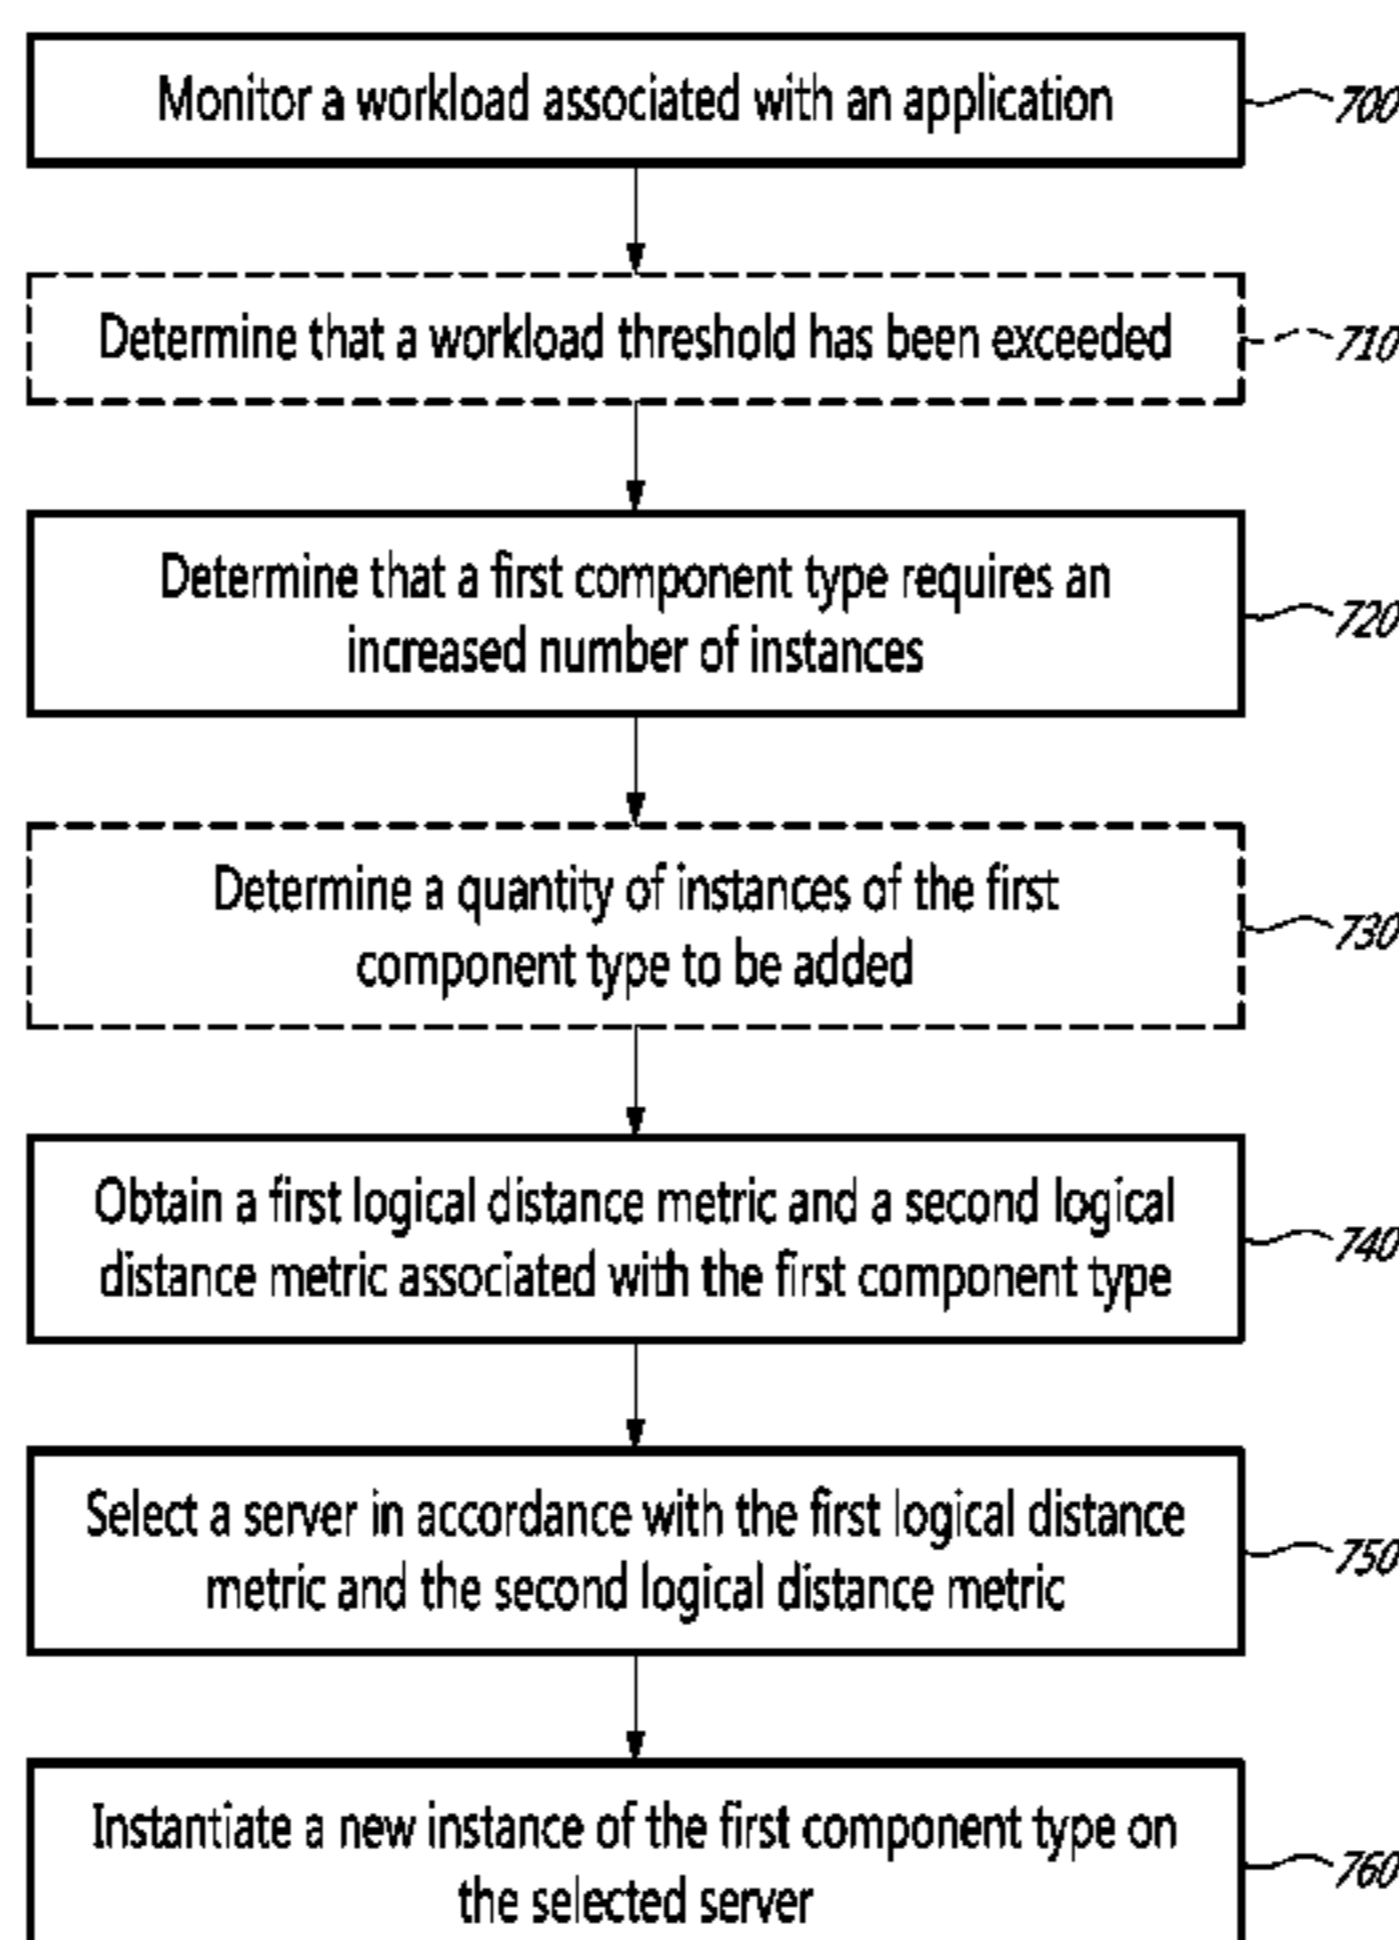 Monitor a workload associated with an application
700
Determine that a workload threshold has been exceeded
710
Determine that a first component type requires an
increased number of instances
720
Determine a quantity of instances of the first
component type to be added
730
Obtain a first logical distance metric and a second logical
distance metric associated with the first component type
740
Select a server in accordance with the first logical distance
metric and the second logical distance metric
750
Instantiate a new instance of the first component type on
the selected server
760